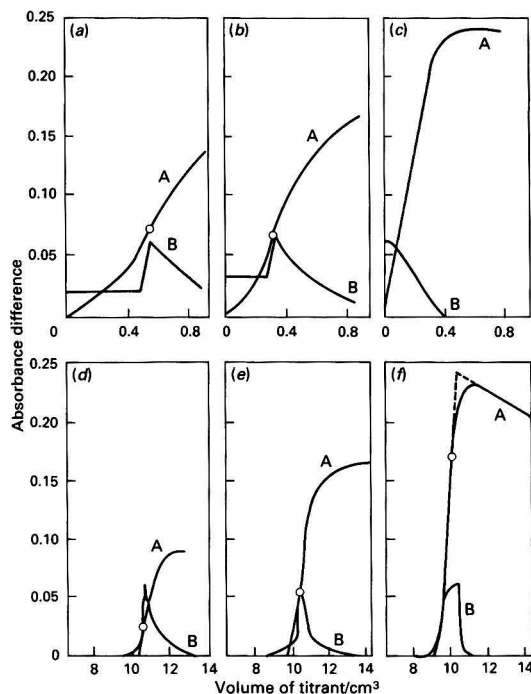 (a) (b) (c)
0.25
0.20
0.15
0.10
0.05
0
A A A
B B B
0 0.4 0.8 0 0.4 0.8 0 0.4 0.8
Absorbance difference
(d) (e) (f)
0.25
0.20
0.15
0.10
0.05
0
A A A
B B B
8 10 12 14 8 10 12 14 8 10 12 14
Volume of titrant/cm³